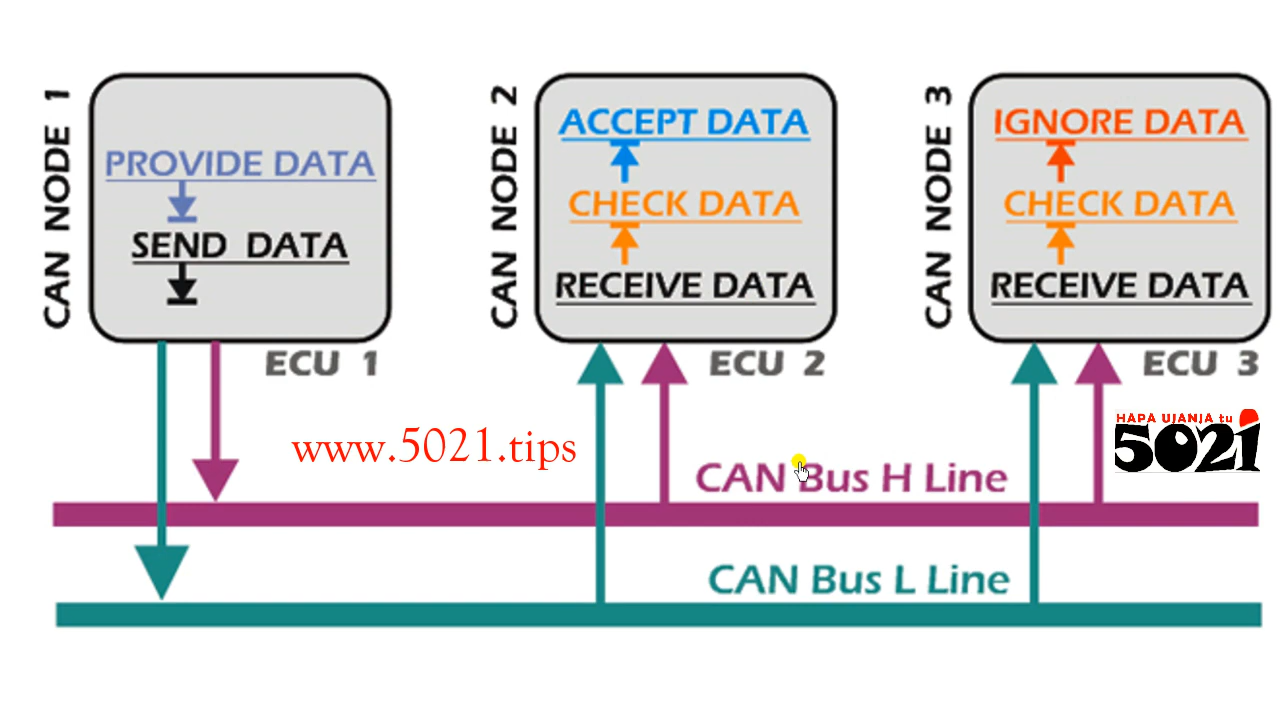 CAN NODE 1
PROVIDE DATA
SEND DATA
ECU 1
CAN NODE 2
ACCEPT DATA
CHECK DATA
RECEIVE DATA
ECU 2
CAN NODE 3
IGNORE DATA
CHECK DATA
RECEIVE DATA
ECU 3
www.5021.tips
HAPA UJANJA tu
5021
CAN Bus H Line
CAN Bus L Line